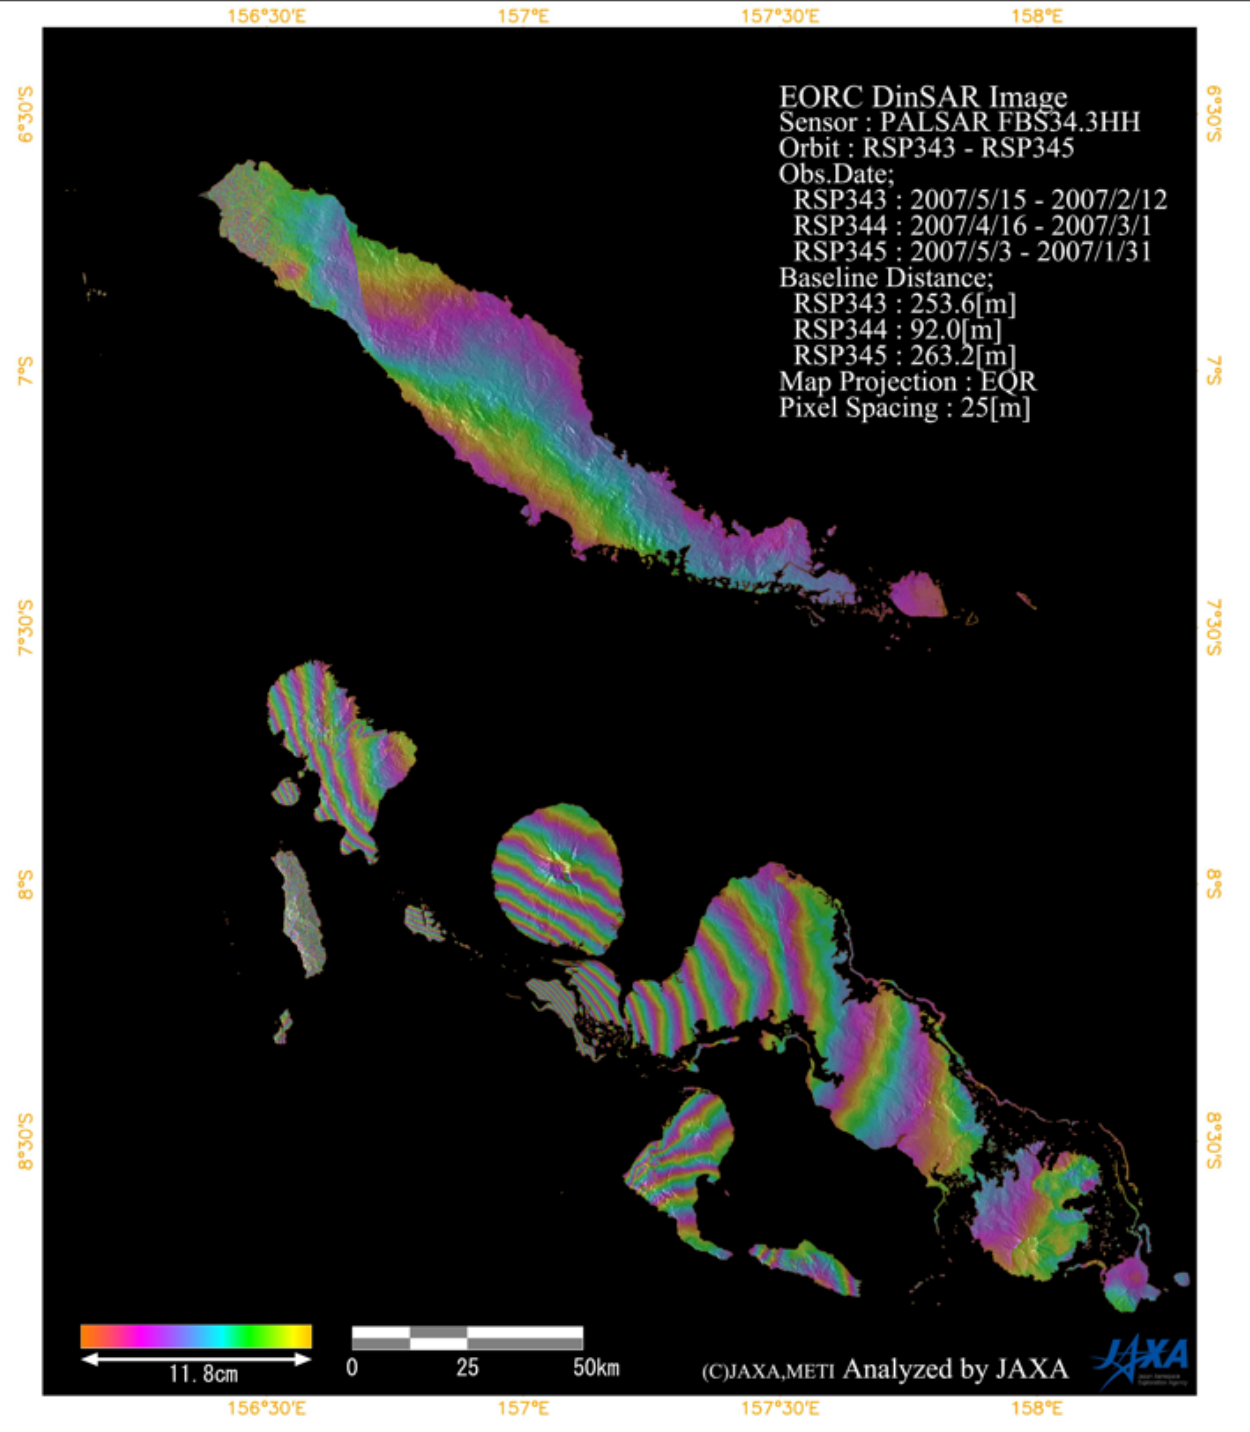 156°30'E 157°E 157°30'E 158°E
6°30'S
7°S
7°30'S
8°S
8°30'S
6°30'S
7°S
7°30'S
8°S
8°30'S
EORC DinSAR Image
Sensor : PALSAR FBS34.3HH
Orbit : RSP343 - RSP345
Obs.Date;
RSP343 : 2007/5/15 - 2007/2/12
RSP344 : 2007/4/16 - 2007/3/1
RSP345 : 2007/5/3 - 2007/1/31
Baseline Distance;
RSP343 : 253.6[m]
RSP344 : 92.0[m]
RSP345 : 263.2[m]
Map Projection : EQR
Pixel Spacing : 25[m]
11.8cm
0 25 50km
(C)JAXA,METI Analyzed by JAXA
JAXA
Japan Aerospace
Exploration Agency
156°30'E 157°E 157°30'E 158°E